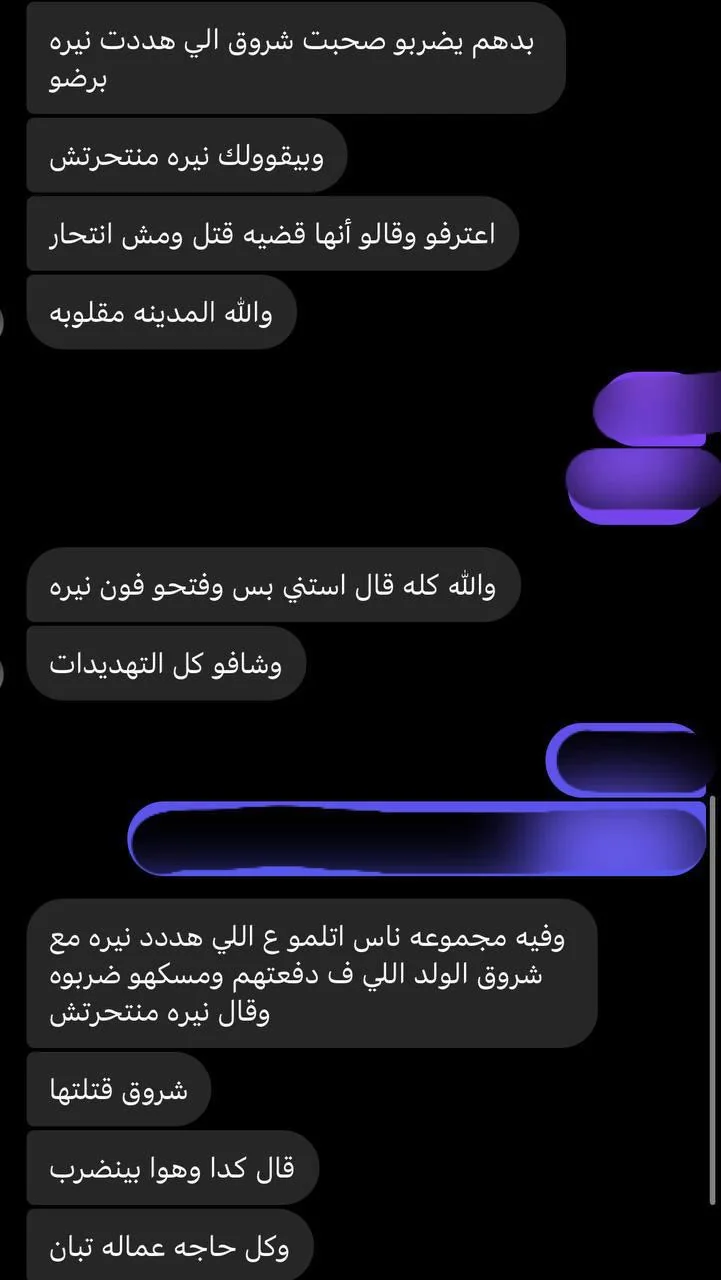 بدهم يضربو صحبت شروق الي هددت نيره
برضو
وبيقوولك نيره منتحرتش
اعترفو وقالو أنها قضيه قتل ومش انتحار
والله المدينه مقلوبه
والله كله قال استني بس وفتحو فون نيره
وشافو كل التهديدات
وفيه مجموعه ناس اتلمو ع اللي هددد نيره مع
شروق الولد اللي ف دفعتهم ومسكهو ضربوه
وقال نيره منتحرتش
شروق قتلتها
قال كدا وهوا بينضرب
وكل حاجه عماله تبان